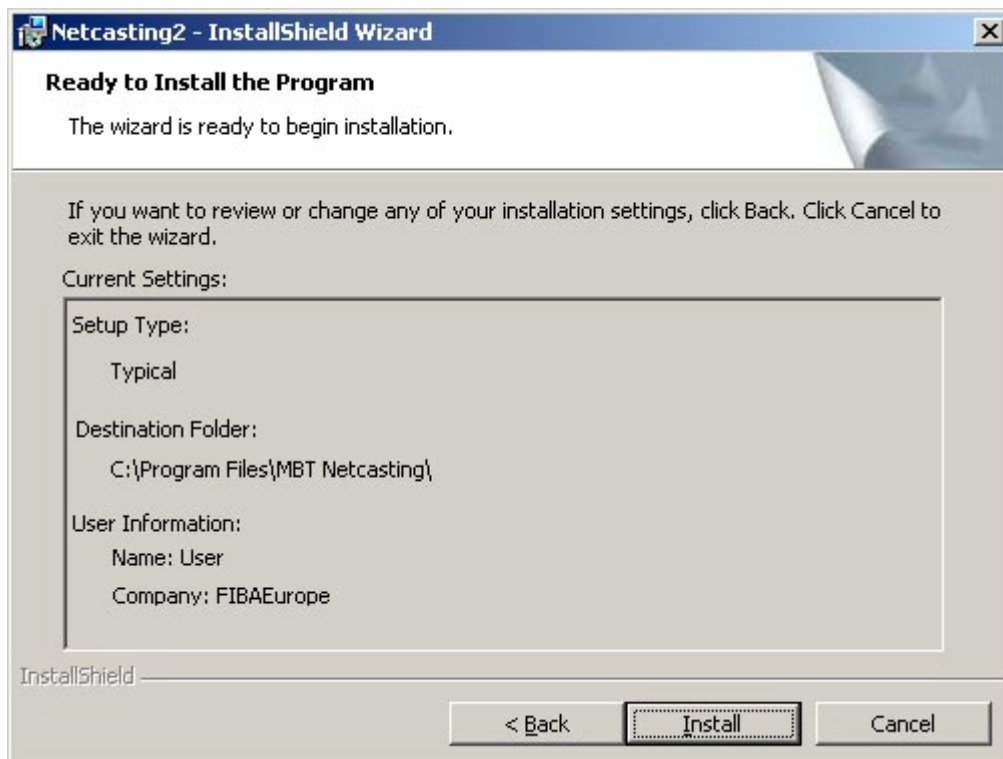 Netcasting2 - InstallShield Wizard
Ready to Install the Program
The wizard is ready to begin installation.
If you want to review or change any of your installation settings, click Back. Click Cancel to
exit the wizard.
Current Settings:
Setup Type:
Typical
Destination Folder:
C:\Program Files\MBT Netcasting\
User Information:
Name: User
Company: FIBAEurope
InstallShield
< Back
Install
Cancel